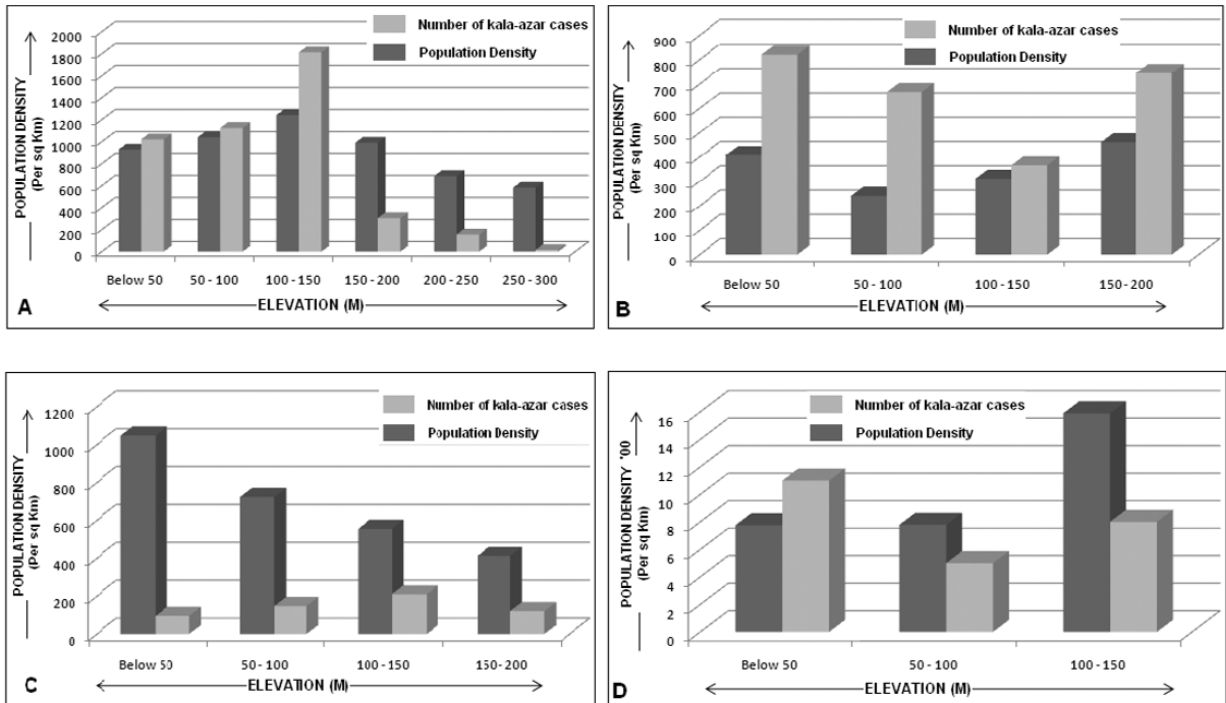 Number of kala-azar cases
Population Density
POPULATION DENSITY
(Per sq Km)
2000
1800
1600
1400
1200
1000
800
600
400
200
0
Below 50 50 - 100 100-150 150 - 200 200-250 250-300
ELEVATION (M)
A
Number of kala-azar cases
Population Density
POPULATION DENSITY
(Per sq Km)
900
800
700
600
500
400
300
200
100
0
Below 50 50 - 100 100 - 150 150-200
ELEVATION (M)
B
Number of kala-azar cases
Population Density
POPULATION DENSITY
(Per sq Km)
1200
1000
800
600
400
200
0
Below 50 50 - 100 100 - 150 150- 200
ELEVATION (M)
C
Number of kala-azar cases
Population Density
POPULATION DENSITY '00
(Per sq Km)
16
14
12
10
8
6
4
2
0
Below 50 50 - 100 100 - 150
ELEVATION (M)
D